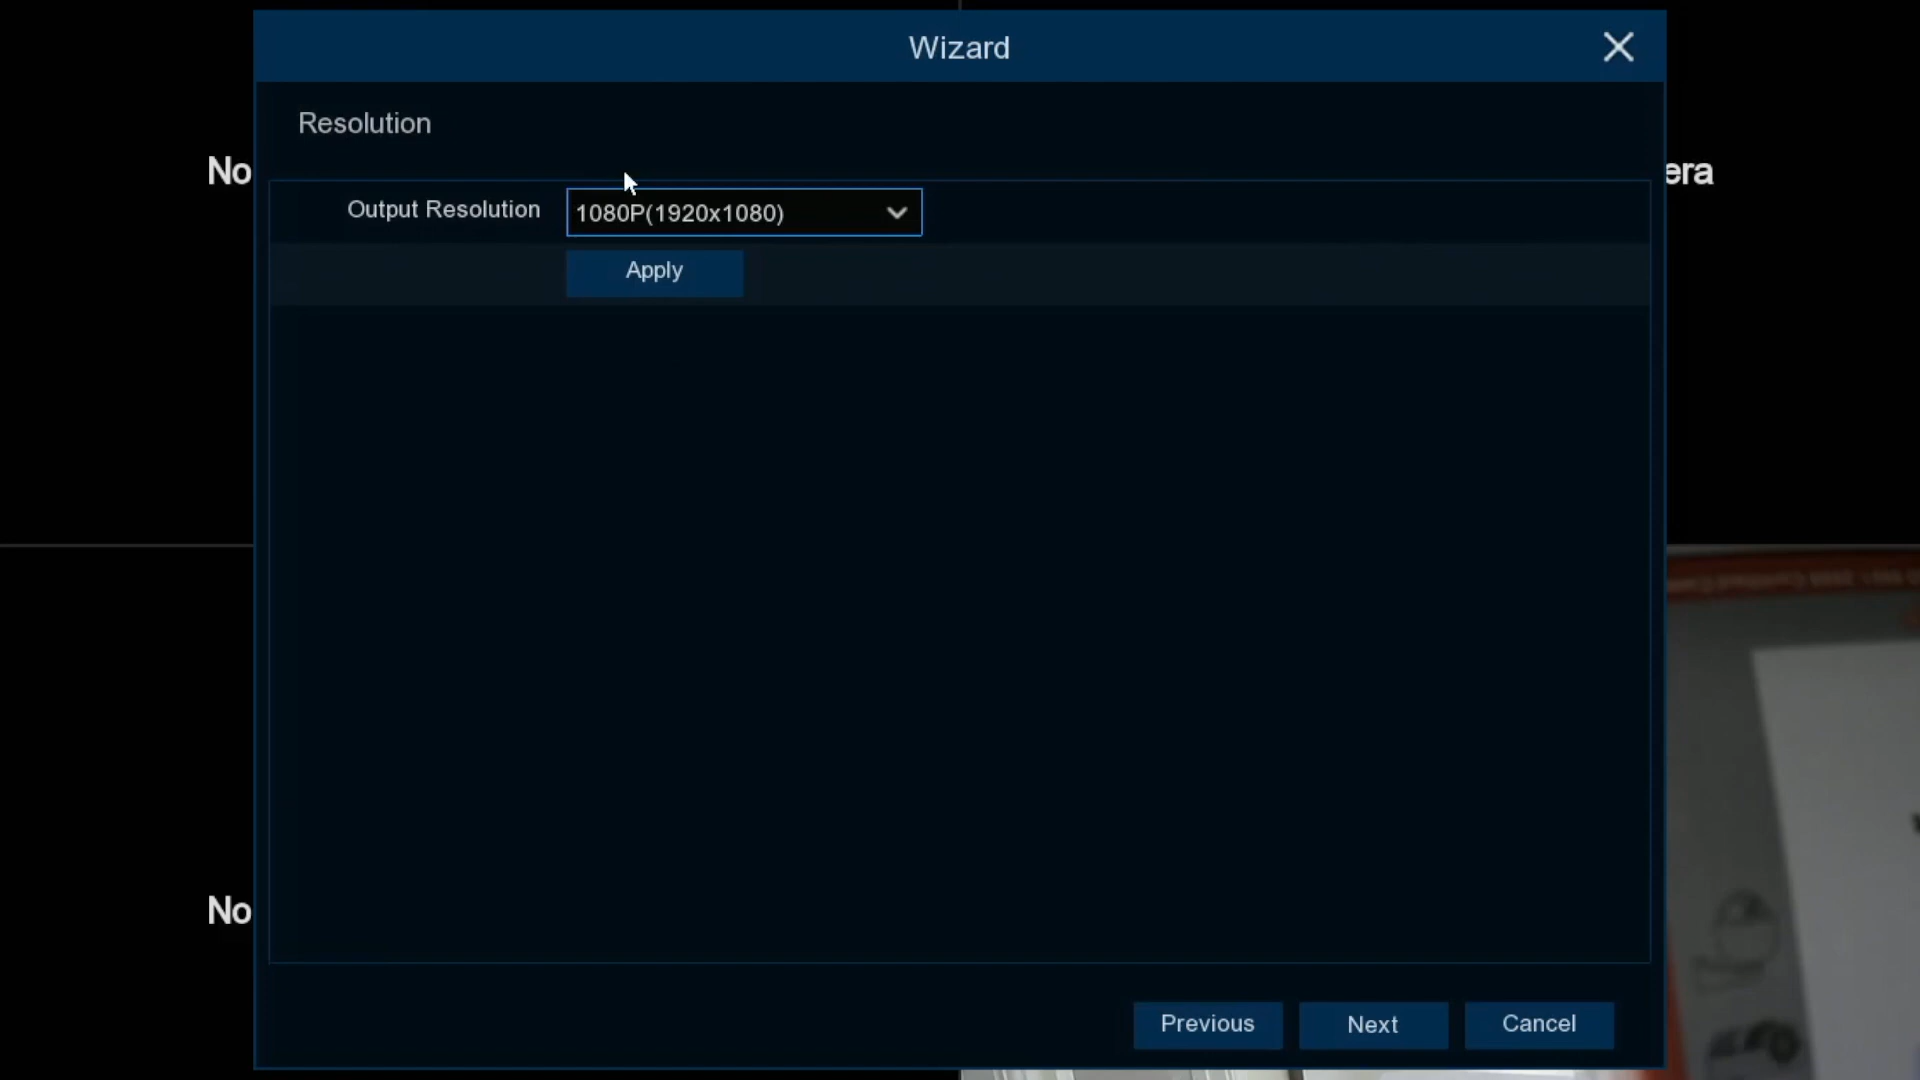 Wizard
Resolution
No
era
Output Resolution
1080P(1920x1080)
Apply
No
Previous
Next
Cancel